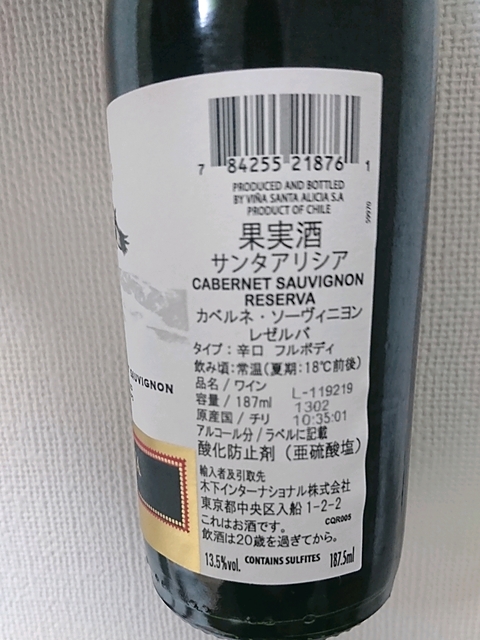 7 84255 21876 1
PRODUCED AND BOTTLED
BY VIÑA SANTA ALICIA S.A
PRODUCT OF CHILE
59970
果実酒
サンタアリシア
CABERNET SAUVIGNON
RESERVA
カベルネ・ソーヴィニヨン
レゼルバ
タイプ：辛口 フルボディ
飲み頃：常温（夏期：18℃前後）
品名 / ワイン
容量 / 187ml
原産国 / チリ
L-119219
1302
10:35:01
アルコール分 / ラベルに記載
酸化防止剤（亜硫酸塩）
輸入者及引取先
木下インターナショナル株式会社
東京都中央区入船 1-2-2
これはお酒です。
CQR005
飲酒は20歳を過ぎてから。
13.5%vol. CONTAINS SULFITES 187.5ml
SAUVIGNON